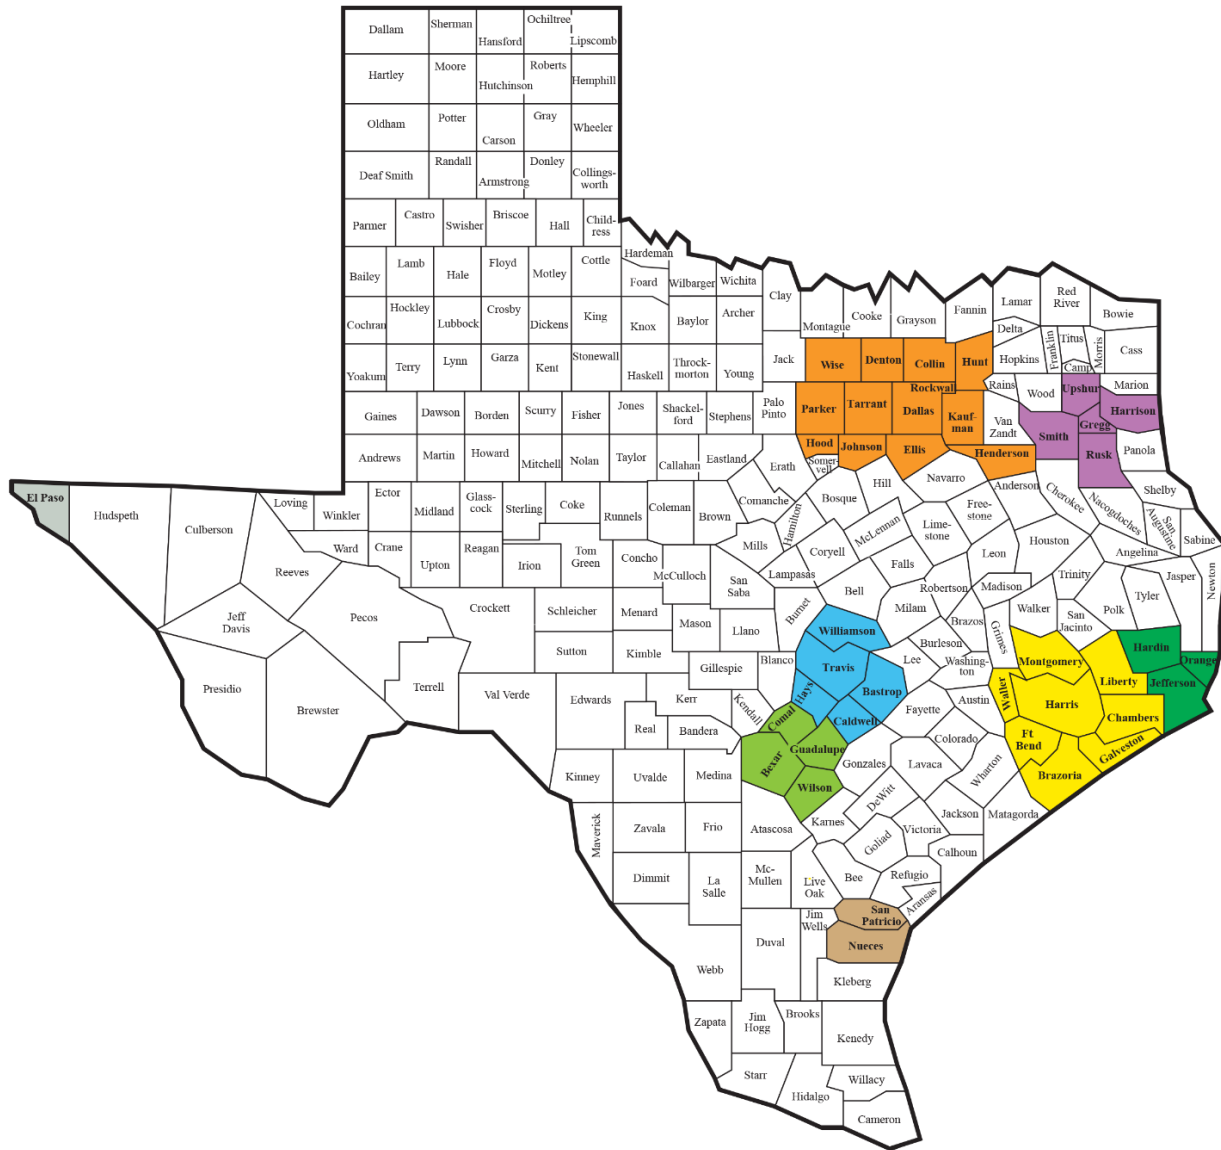 Dallam
Sherman
Hansford
Ochiltree
Lipscomb
Hartley
Moore
Hutchinson
Roberts
Hemphill
Oldham
Potter
Carson
Gray
Wheeler
Deaf Smith
Randall
Armstrong
Donley
Collings-
worth
Parmer
Castro
Swisher
Briscoe
Hall
Child-
ress
Bailey
Lamb
Hale
Floyd
Motley
Cottle
Hardeman
Foard
Wilbarger
Wichita
Clay
Montague
Cooke
Grayson
Fannin
Lamar
Red
River
Bowie
Cochran
Hockley
Lubbock
Crosby
Dickens
King
Knox
Baylor
Archer
Jack
Wise
Denton
Collin
Hunt
Delta
Hopkins
Franklin
Titus
Morris
Camp
Cass
Yoakum
Terry
Lynn
Garza
Kent
Stonewall
Haskell
Throck-
morton
Young
Rockwall
Rains
Wood
Upshur
Marion
Gaines
Dawson
Borden
Scurry
Fisher
Jones
Shackel-
ford
Stephens
Palo
Pinto
Parker
Tarrant
Dallas
Kauf-
man
Van
Zandt
Smith
Gregg
Harrison
Andrews
Martin
Howard
Mitchell
Nolan
Taylor
Callahan
Eastland
Erath
Hood
Somer-
vell
Johnson
Ellis
Henderson
Rusk
Panola
El Paso
Hudspeth
Culberson
Loving
Winkler
Ector
Midland
Glass-
cock
Sterling
Coke
Runnels
Coleman
Brown
Comanche
Hamilton
Bosque
Hill
Navarro
Anderson
Cherokee
Nacogdoches
Shelby
San
Augustine
Sabine
Reeves
Ward
Crane
Upton
Reagan
Irion
Tom
Green
Concho
McCulloch
San
Saba
Mills
Lampasas
Coryell
McLennan
Lime-
stone
Free-
stone
Leon
Houston
Angelina
Falls
Bell
Robertson
Madison
Trinity
Jasper
Newton
Jeff
Davis
Pecos
Crockett
Schleicher
Menard
Mason
Llano
Burnet
Williamson
Milam
Brazos
Grimes
Walker
San
Jacinto
Polk
Tyler
Presidio
Brewster
Terrell
Val Verde
Sutton
Kimble
Gillespie
Blanco
Travis
Hays
Bastrop
Caldwell
Lee
Burleson
Washing-
ton
Montgomery
Liberty
Hardin
Orange
Jefferson
Edwards
Kerr
Real
Bandera
Kendall
Comal
Guadalupe
Bexar
Wilson
Fayette
Austin
Waller
Harris
Chambers
Galveston
Ft
Bend
Brazoria
Kinney
Uvalde
Medina
Gonzales
Lavaca
Colorado
Wharton
Matagorda
Jackson
Maverick
Zavala
Frio
Atascosa
Karnes
DeWitt
Goliad
Victoria
Calhoun
Dimmit
La
Salle
Mc-
Mullen
Live
Oak
Bee
Refugio
Aransas
Webb
Duval
Jim
Wells
San
Patricio
Nueces
Kleberg
Zapata
Jim
Hogg
Brooks
Kenedy
Starr
Hidalgo
Willacy
Cameron